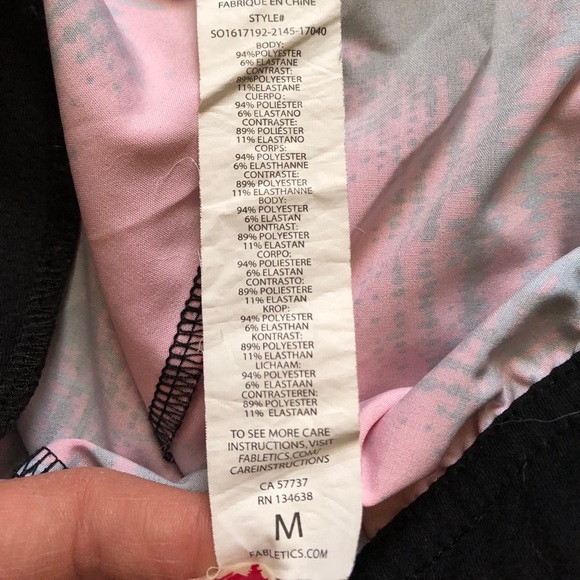 FABRIQUÉ EN CHINE
STYLE#
SO1617192-2145-17040
BODY:
94%POLYESTER
6% ELASTANE
CONTRAST:
89%POLYESTER
11%ELASTANE
CUERPO:
94% POLIÉSTER
6% ELASTANO
CONTRASTE:
89% POLIÉSTER
11% ELASTANO
CORPS:
94% POLYESTER
6% ELASTHANNE
CONTRASTE:
89% POLYESTER
11% ELASTHANNE
BODY:
94% POLYESTER
6% ELASTAN
KONTRAST:
89% POLYESTER
11% ELASTAN
CORPO:
94% POLIESTERE
6% ELASTAN
CONTRASTO:
89% POLIESTERE
11% ELASTAN
KROP:
94% POLYESTER
6% ELASTHAN
KONTRAST:
89% POLYESTER
11% ELASTHAN
LICHAAM:
94% POLYESTER
6% ELASTAAN
CONTRASTEREN:
89% POLYESTER
11% ELASTAAN
TO SEE MORE CARE
INSTRUCTIONS, VISIT
FABLETICS.COM/
CAREINSTRUCTIONS
CA 57737
RN 134638
M
FABLETICS.COM